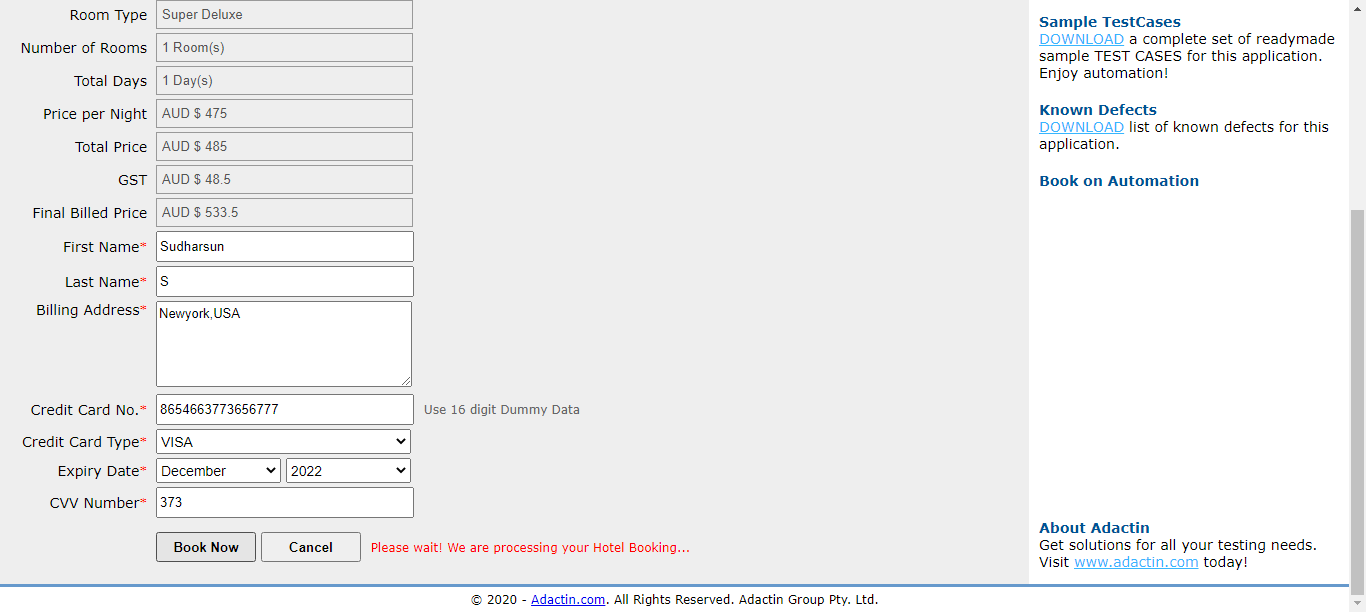 Room Type Super Deluxe
Number of Rooms 1 Room(s)
Total Days 1 Day(s)
Price per Night AUD $ 475
Total Price AUD $ 485
GST AUD $ 48.5
Final Billed Price AUD $ 533.5
First Name* Sudharsun
Last Name* S
Billing Address* Newyork,USA
Credit Card No.* 8654663773656777 Use 16 digit Dummy Data
Credit Card Type* VISA
Expiry Date* December 2022
CVV Number* 373
Book Now Cancel Please wait! We are processing your Hotel Booking...
Sample TestCases
DOWNLOAD a complete set of readymade
sample TEST CASES for this application.
Enjoy automation!
Known Defects
DOWNLOAD list of known defects for this
application.
Book on Automation
About Adactin
Get solutions for all your testing needs.
Visit www.adactin.com today!
© 2020 - Adactin.com. All Rights Reserved. Adactin Group Pty. Ltd.